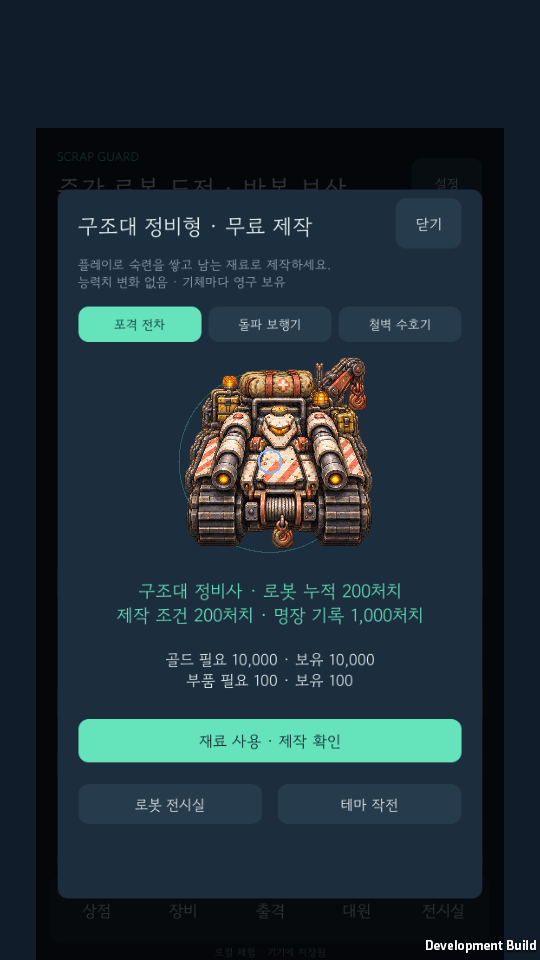 SCRAP GUARD
설정
구조대 정비형 · 무료 제작
닫기
플레이로 숙련을 쌓고 남는 재료로 제작하세요.
능력치 변화 없음 · 기체마다 영구 보유
포격 전차
돌파 보행기
철벽 수호기
구조대 정비사 · 로봇 누적 200처치
제작 조건 200처치 · 명장 기록 1,000처치
골드 필요 10,000 · 보유 10,000
부품 필요 100 · 보유 100
재료 사용 · 제작 확인
로봇 전시실
테마 작전
상점
장비
출격
대원
전시실
Development Build